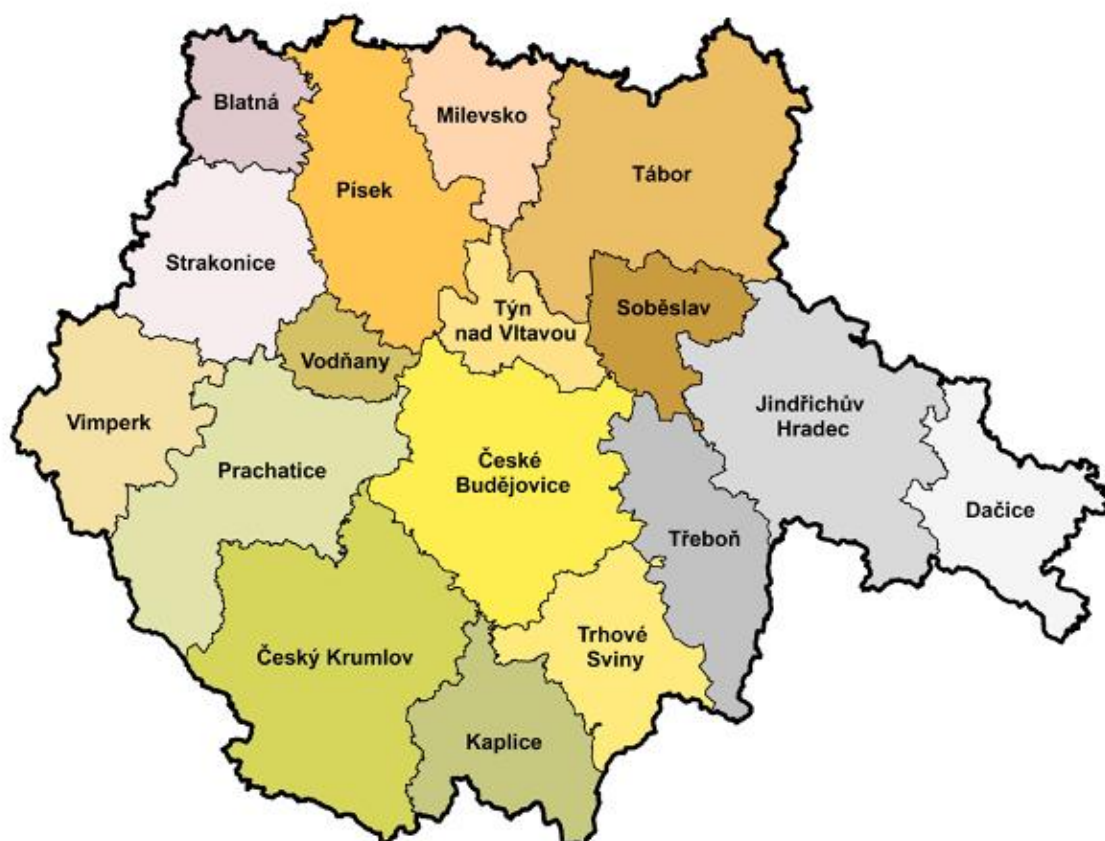 Blatná
Milevsko
Písek
Tábor
Strakonice
Týn
nad Vltavou
Soběslav
Vodňany
Vimperk
Prachatice
České
Budějovice
Jindřichův
Hradec
Třeboň
Dačice
Český Krumlov
Trhové
Sviny
Kaplice